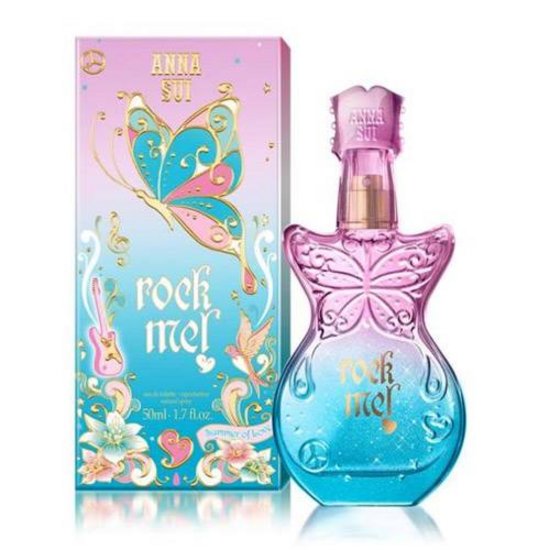 ANNA
SUI
rock
me!
eau de toilette · vaporisateur
natural spray
50ml - 1.7 fl.oz.
Summer of Love
ANNA
SUI
rock
me!